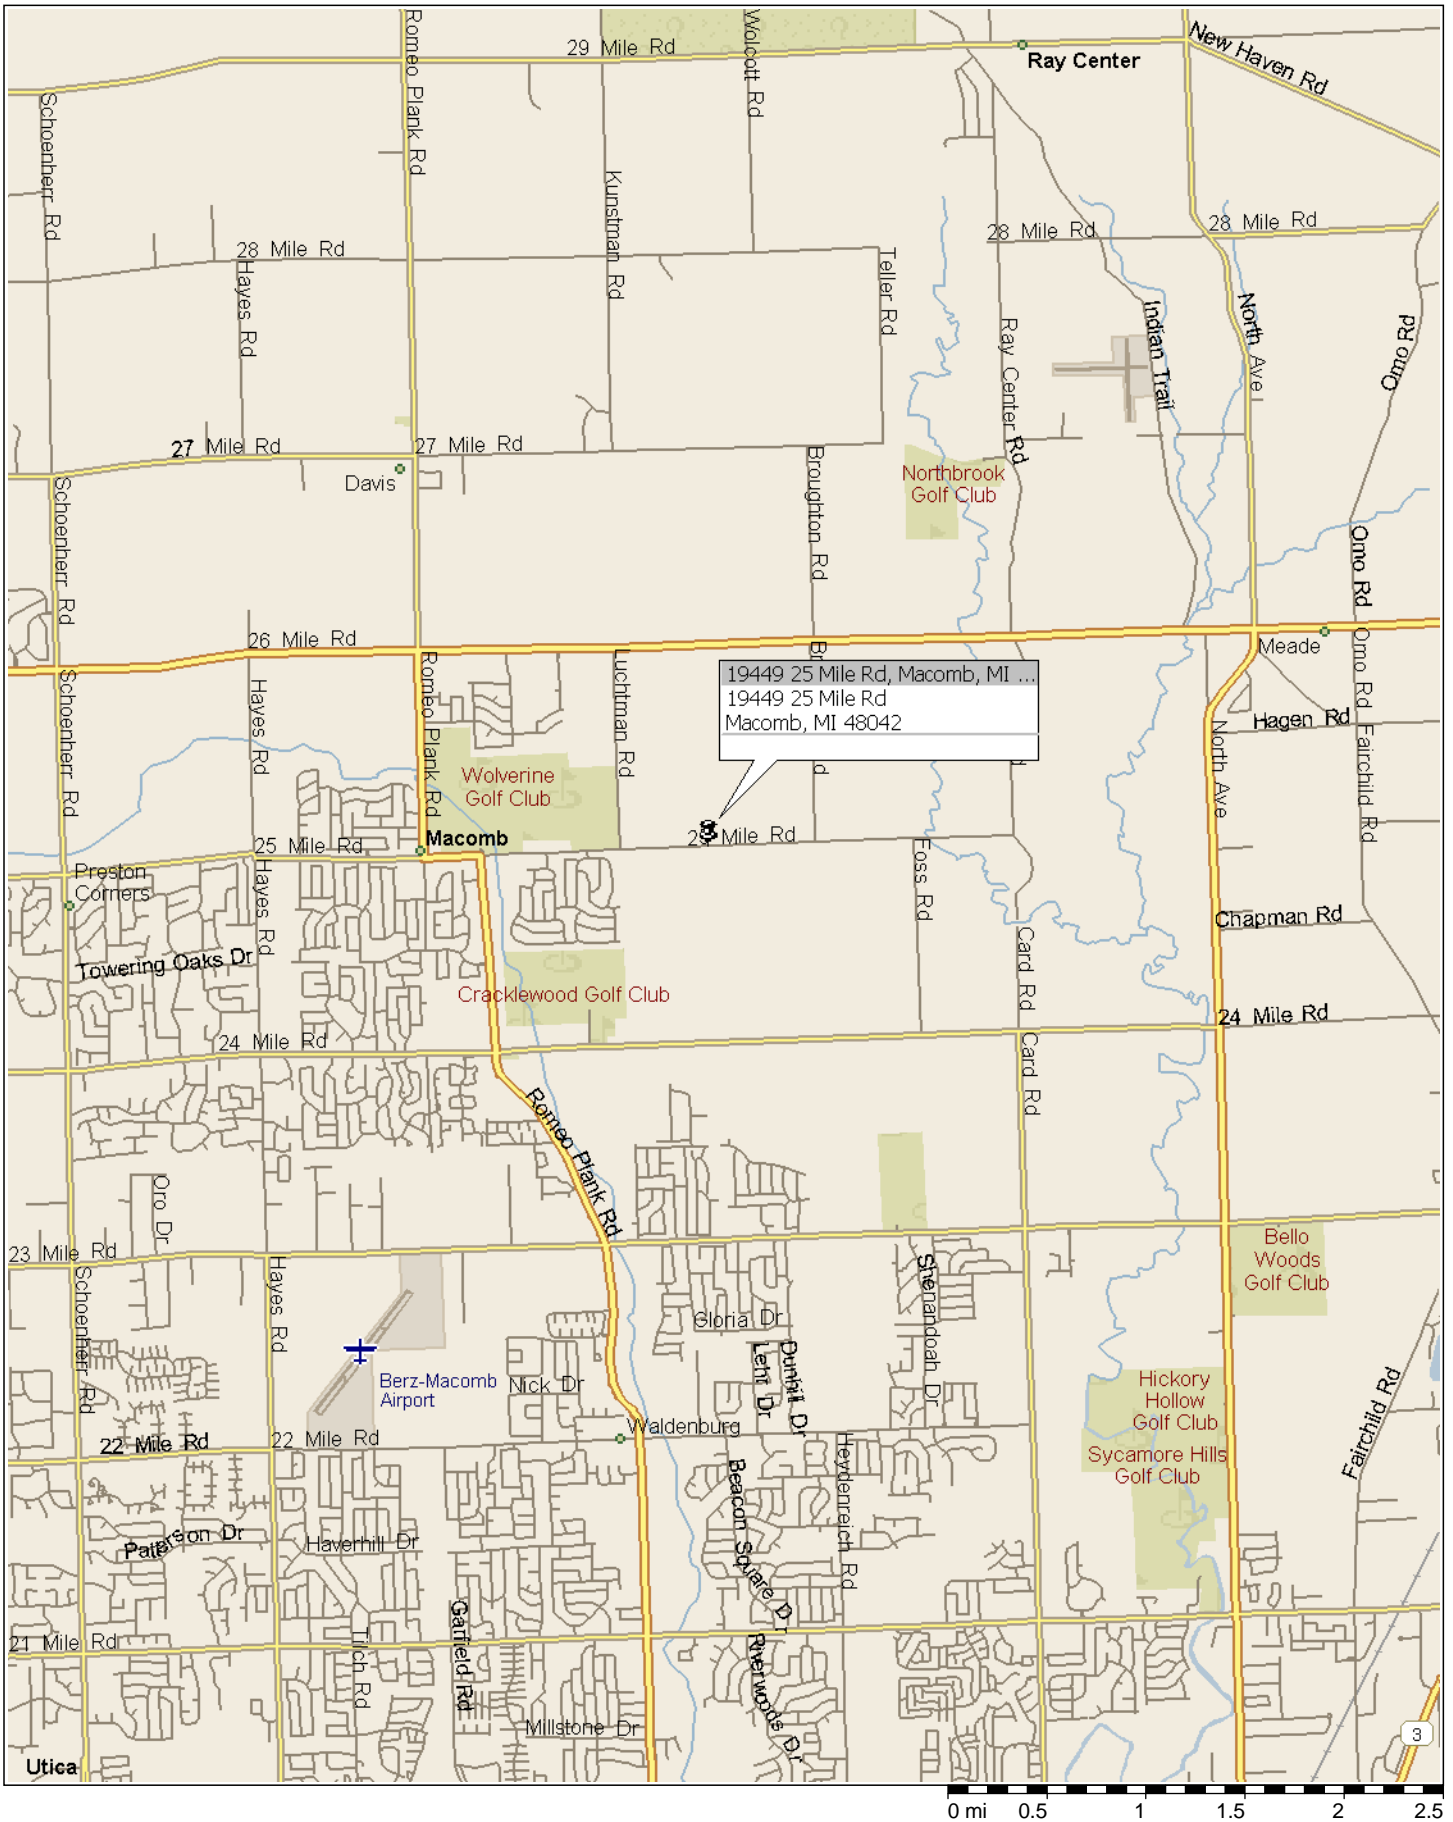 29 Mile Rd
Ray Center
New Haven Rd
Romeo Plank Rd
Wolcott Rd
Schoenherr Rd
Kunstman Rd
28 Mile Rd
28 Mile Rd
28 Mile Rd
Hayes Rd
Teller Rd
Ray Center Rd
Indian Trail
North Ave
Omo Rd
27 Mile Rd
27 Mile Rd
Davis
Schoenherr Rd
Broughton Rd
Northbrook
Golf Club
Omo Rd
26 Mile Rd
Meade
Omo Rd
Schoenherr Rd
Hayes Rd
Romeo Plank Rd
Luchtman Rd
19449 25 Mile Rd, Macomb, MI ...
19449 25 Mile Rd
Macomb, MI 48042
Hagen Rd
North Ave
Fairchild Rd
Wolverine
Golf Club
Macomb
25 Mile Rd
Mile Rd
Preston
Corners
Hayes Rd
Foss Rd
Chapman Rd
Towering Oaks Dr
Card Rd
Cracklewood Golf Club
24 Mile Rd
24 Mile Rd
Card Rd
Romeo Plank Rd
Oro Dr
23 Mile Rd
Bello
Woods
Golf Club
Schoenherr Rd
Hayes Rd
Shenandoah Dr
Gloria Dr
Lehi Dr
Dunhill Dr
Berz-Macomb
Airport
Nick Dr
Hickory
Hollow
Golf Club
Fairchild Rd
Waldenburg
22 Mile Rd
22 Mile Rd
Sycamore Hills
Golf Club
Beacon Square Dr
Heydenreich Rd
Patterson Dr
Haverhill Dr
21 Mile Rd
Tilch Rd
Garfield Rd
Riverwoods Dr
Millstone Dr
3
Utica
0 mi 0.5 1 1.5 2 2.5